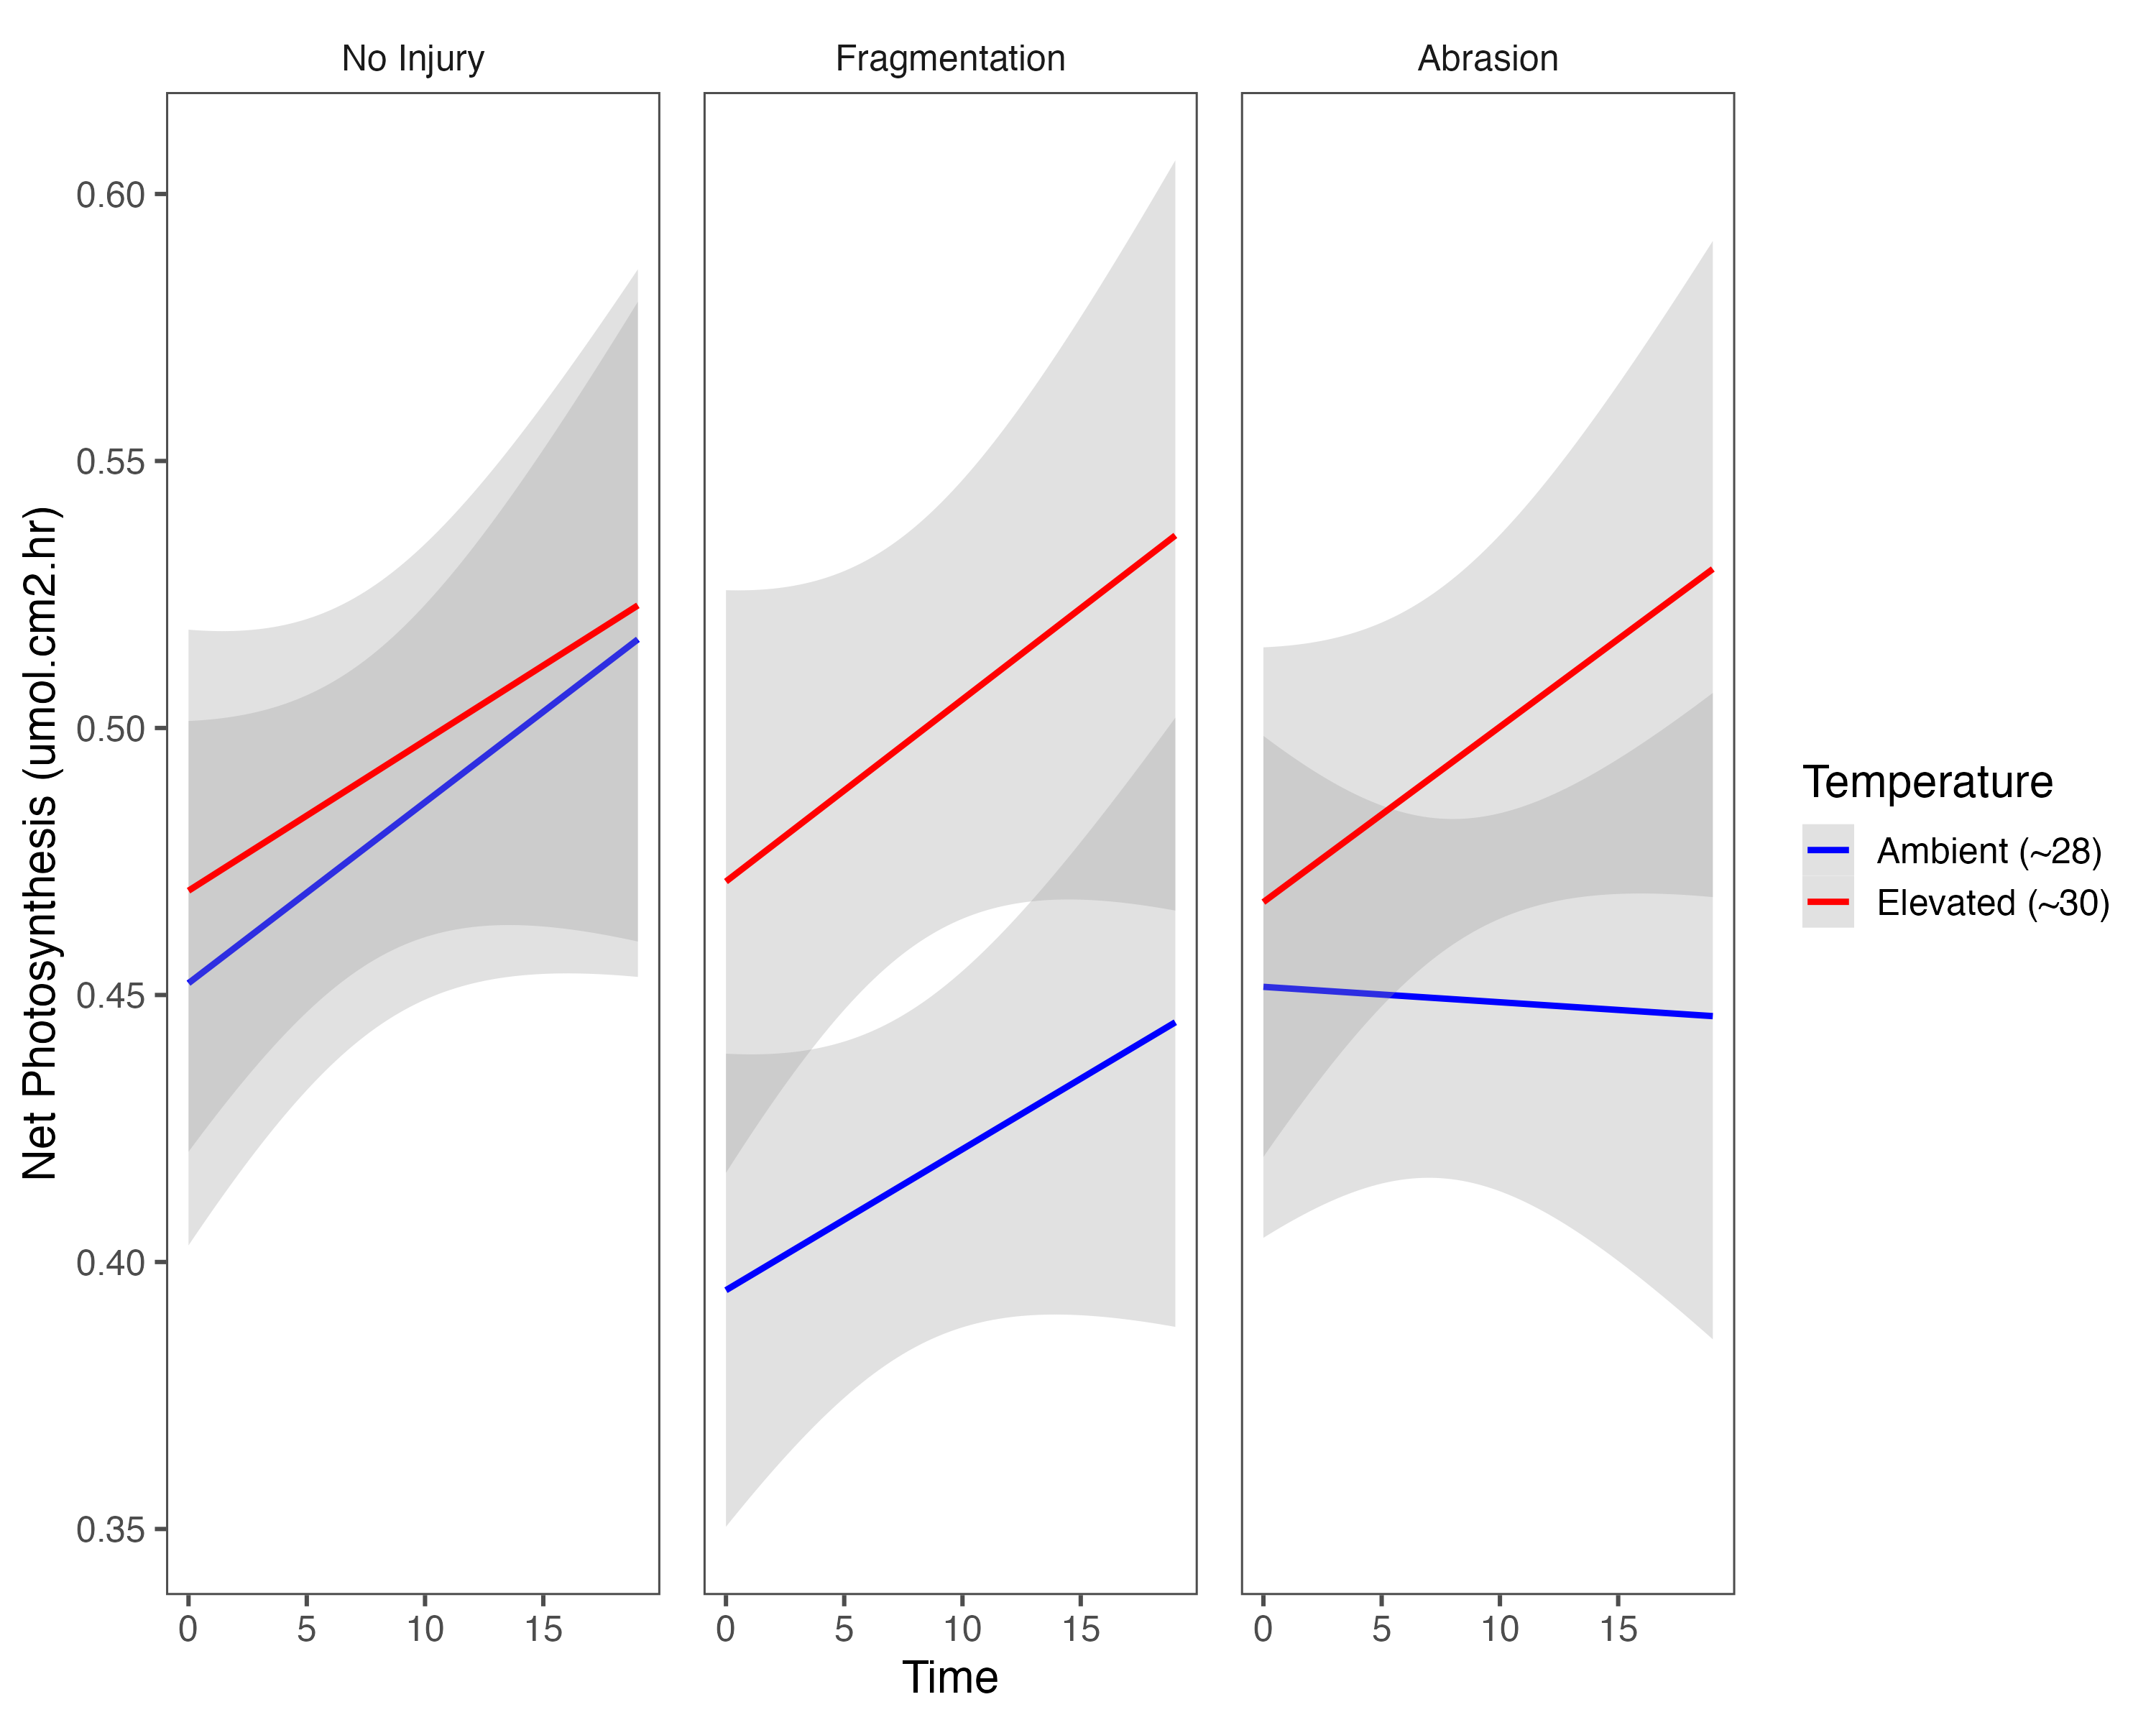 No Injury
Fragmentation
Abrasion
Net Photosynthesis (umol.cm2.hr)
0.60
0.55
0.50
0.45
0.40
0.35
0 5 10 15
0 5 10 15
0 5 10 15
Time
Temperature
Ambient (~28)
Elevated (~30)